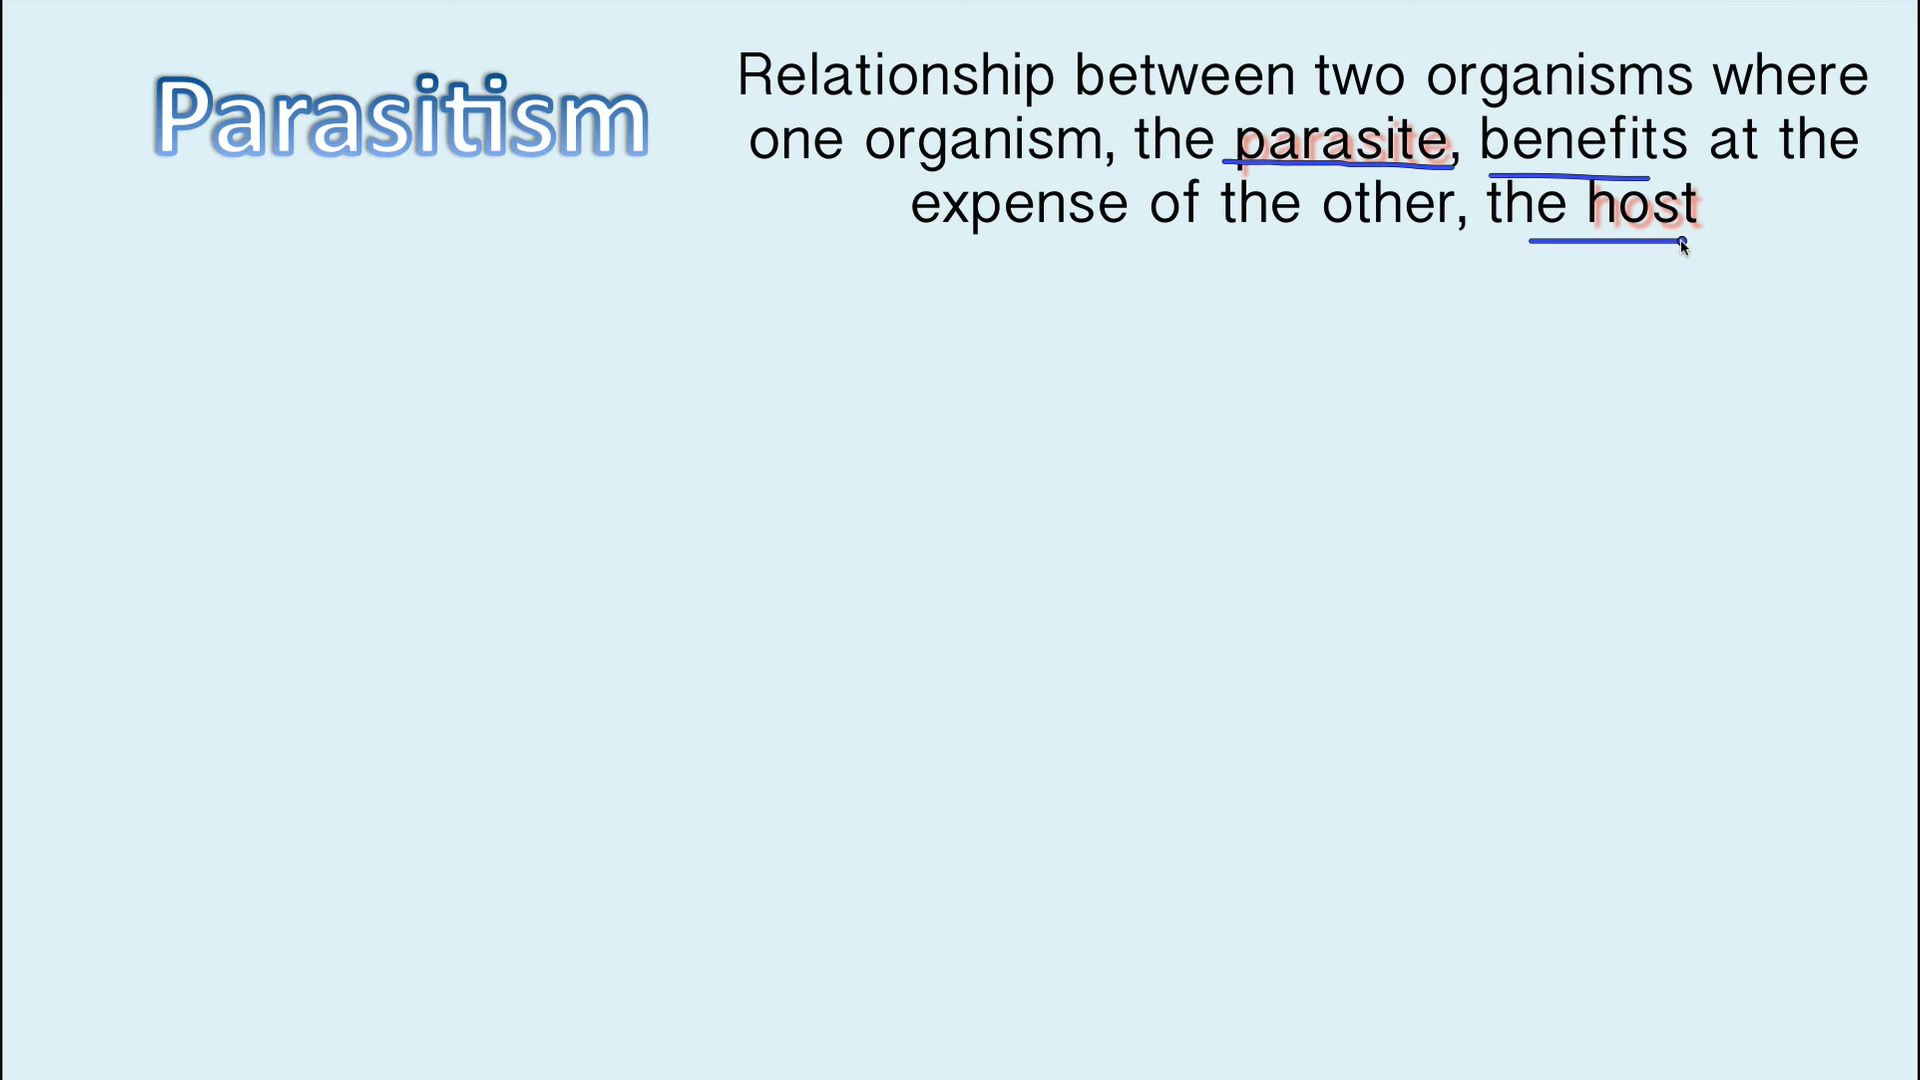 Parasitism
Relationship between two organisms where
one organism, the parasite, benefits at the
expense of the other, the host